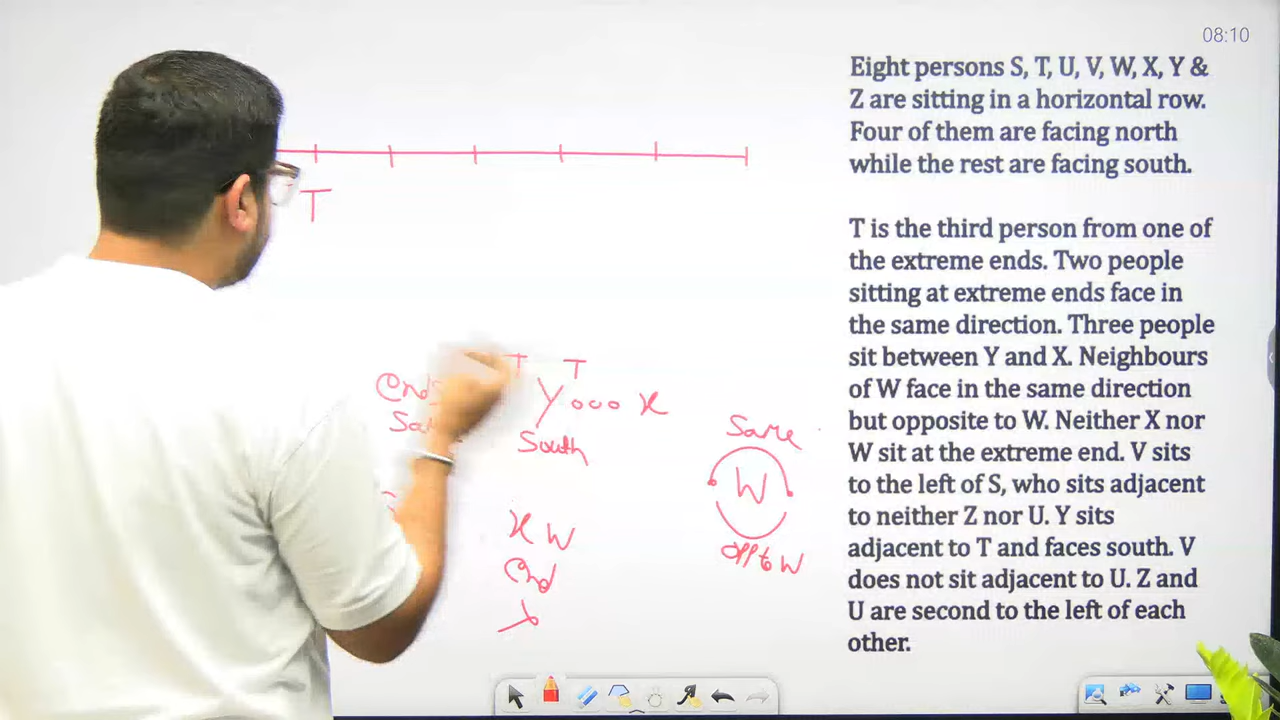 08:10
Eight persons S, T, U, V, W, X, Y &
Z are sitting in a horizontal row.
Four of them are facing north
while the rest are facing south.
T is the third person from one of
the extreme ends. Two people
sitting at extreme ends face in
the same direction. Three people
sit between Y and X. Neighbours
of W face in the same direction
but opposite to W. Neither X nor
W sit at the extreme end. V sits
to the left of S, who sits adjacent
to neither Z nor U. Y sits
adjacent to T and faces south. V
does not sit adjacent to U. Z and
U are second to the left of each
other.
T
T T
Ends
Y ooo X
South
Same
W
opp to W
X W
End